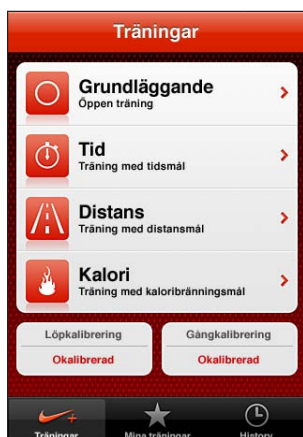 Träningar
Grundläggande
Öppen träning
Tid
Träning med tidsmål
Distans
Träning med distansmål
Kalori
Träning med kaloribränningsmål
Löpkalibrering
Gångkalibrering
Okalibrerad
Okalibrerad
Träningar
Mina träningar
History